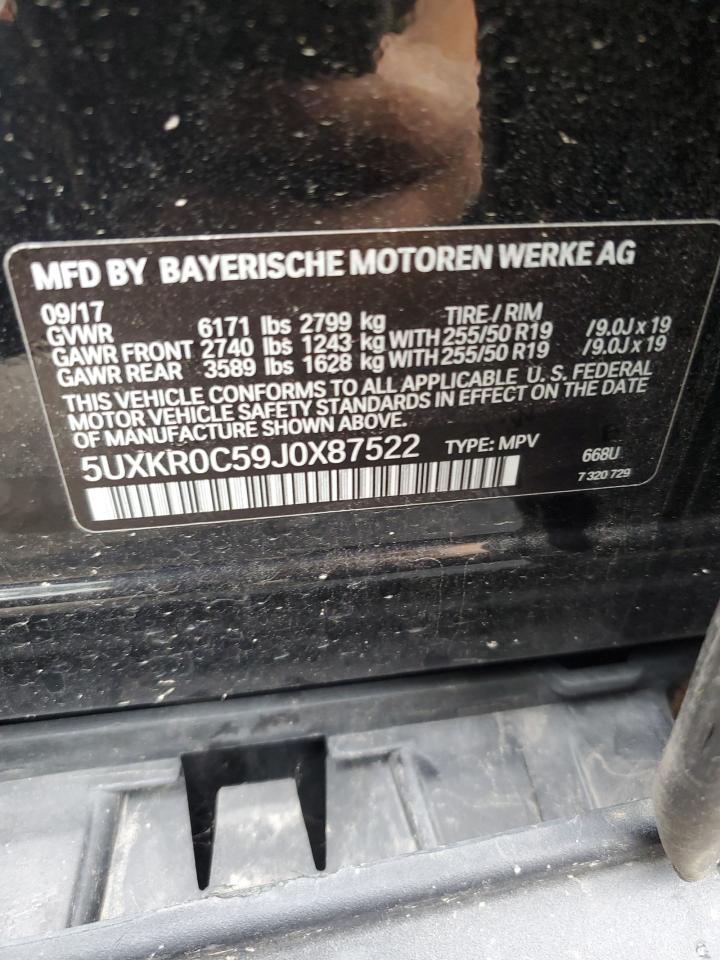 MFD BY BAYERISCHE MOTOREN WERKE AG
09/17 TIRE / RIM
GVWR 6171 lbs 2799 kg
GAWR FRONT 2740 lbs 1243 kg WITH 255/50 R19 /9.0J x 19
GAWR REAR 3589 lbs 1628 kg WITH 255/50 R19 /9.0J x 19
THIS VEHICLE CONFORMS TO ALL APPLICABLE U. S. FEDERAL
MOTOR VEHICLE SAFETY STANDARDS IN EFFECT ON THE DATE
OF MANUFACTURE SHOWN ABOVE.
5UXKR0C59J0X87522 TYPE: MPV 668U
7 320 729